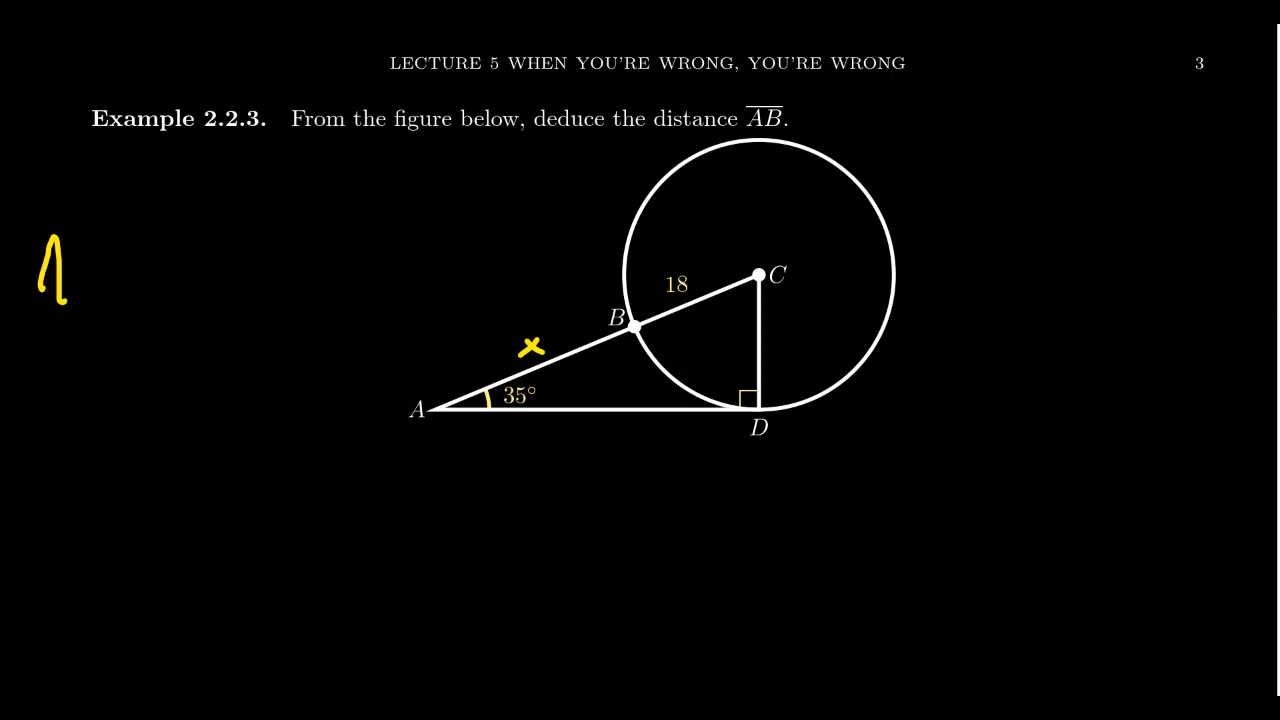 LECTURE 5 WHEN YOU'RE WRONG, YOU'RE WRONG 3
Example 2.2.3. From the figure below, deduce the distance AB.
C
18
B
x
35°
A
D